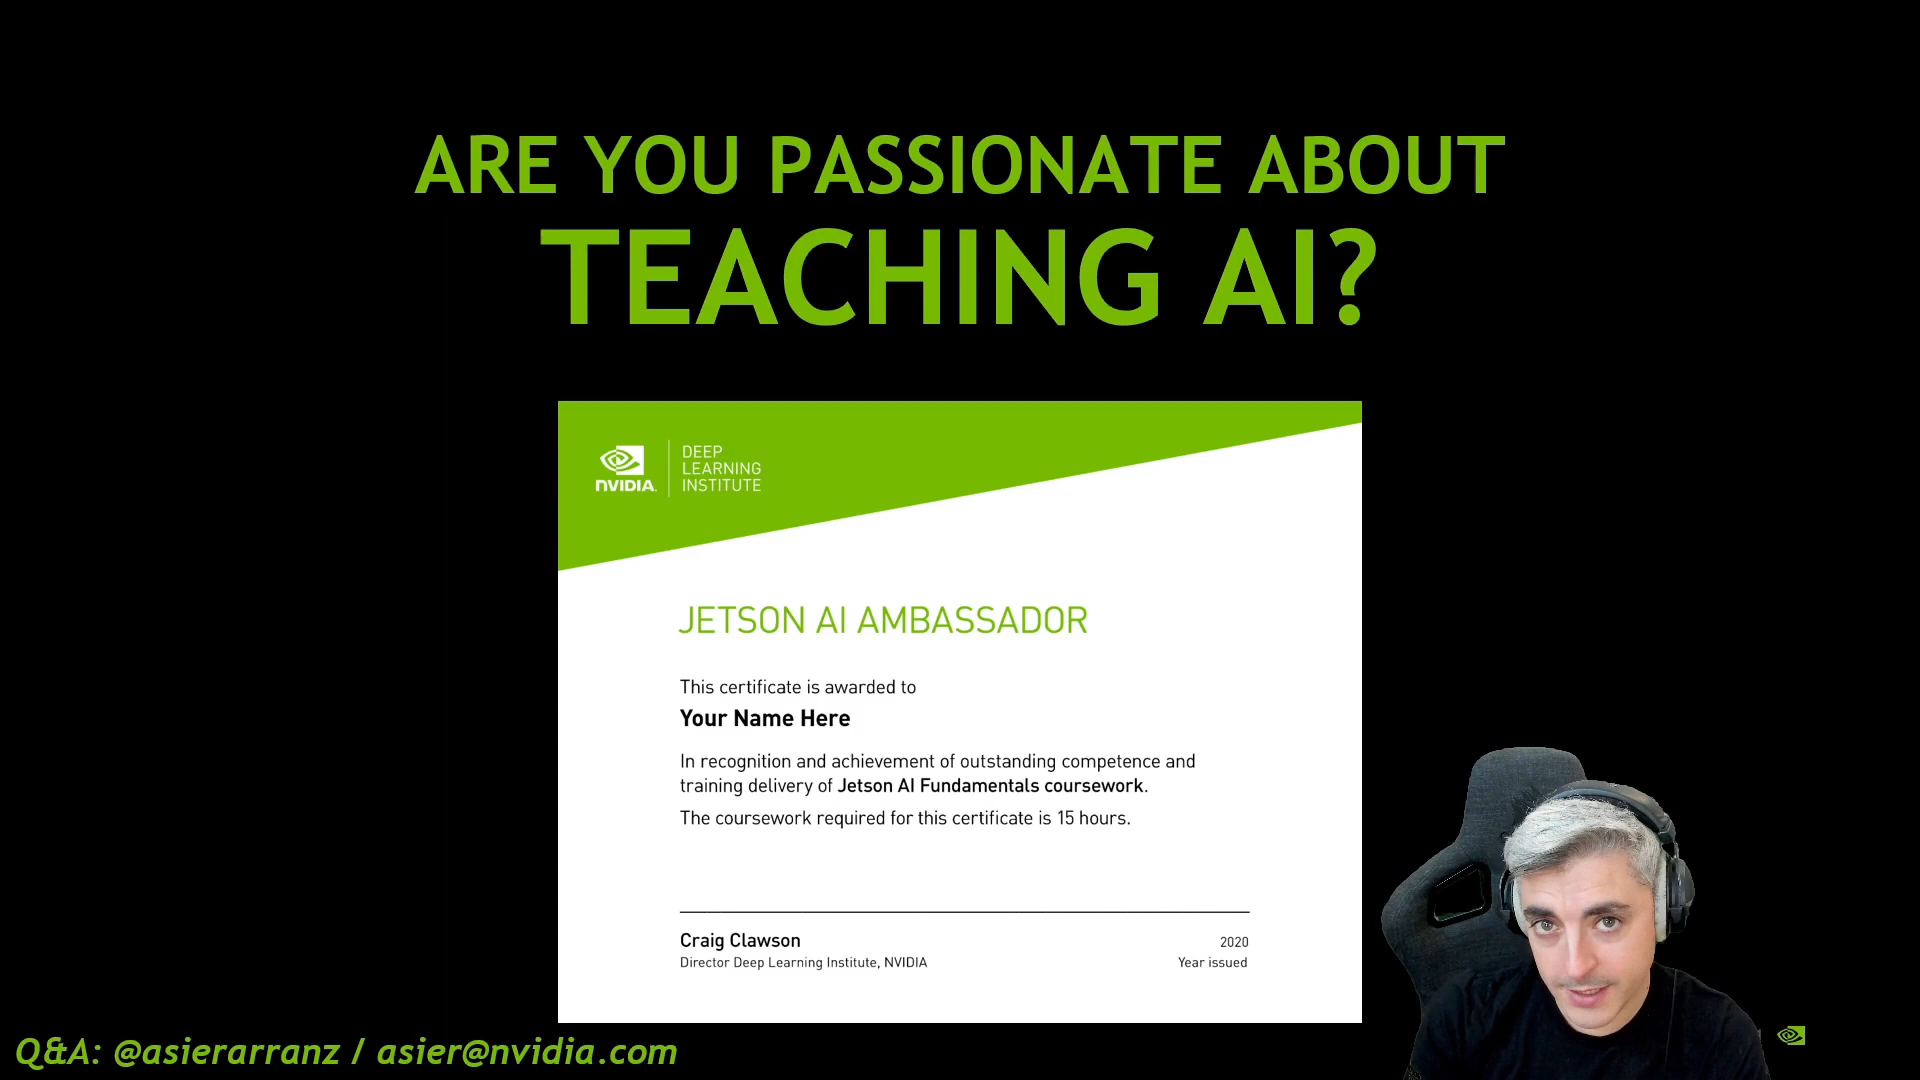 ARE YOU PASSIONATE ABOUT
TEACHING AI?
NVIDIA.
DEEP
LEARNING
INSTITUTE
JETSON AI AMBASSADOR
This certificate is awarded to
Your Name Here
In recognition and achievement of outstanding competence and
training delivery of Jetson AI Fundamentals coursework.
The coursework required for this certificate is 15 hours.
Craig Clawson
Director Deep Learning Institute, NVIDIA
2020
Year issued
Q&A: @asierarranz / asier@nvidia.com